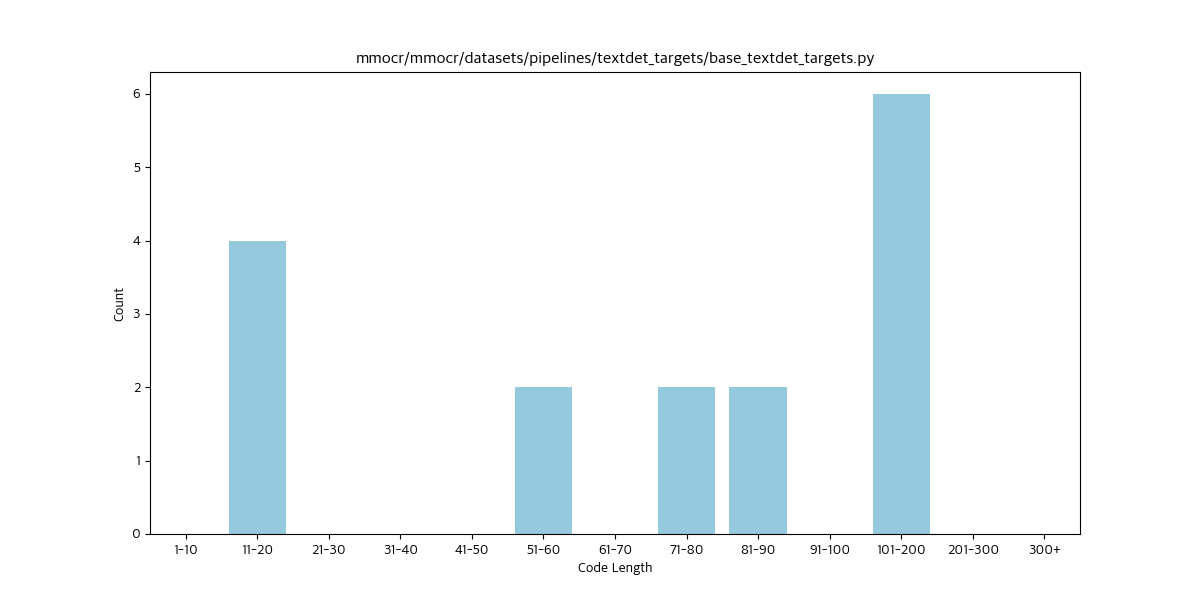 mmocr/mmocr/datasets/pipelines/textdet_targets/base_textdet_targets.py
Count
6
5
4
3
2
1
0
1-10 11-20 21-30 31-40 41-50 51-60 61-70 71-80 81-90 91-100 101-200 201-300 300+
Code Length